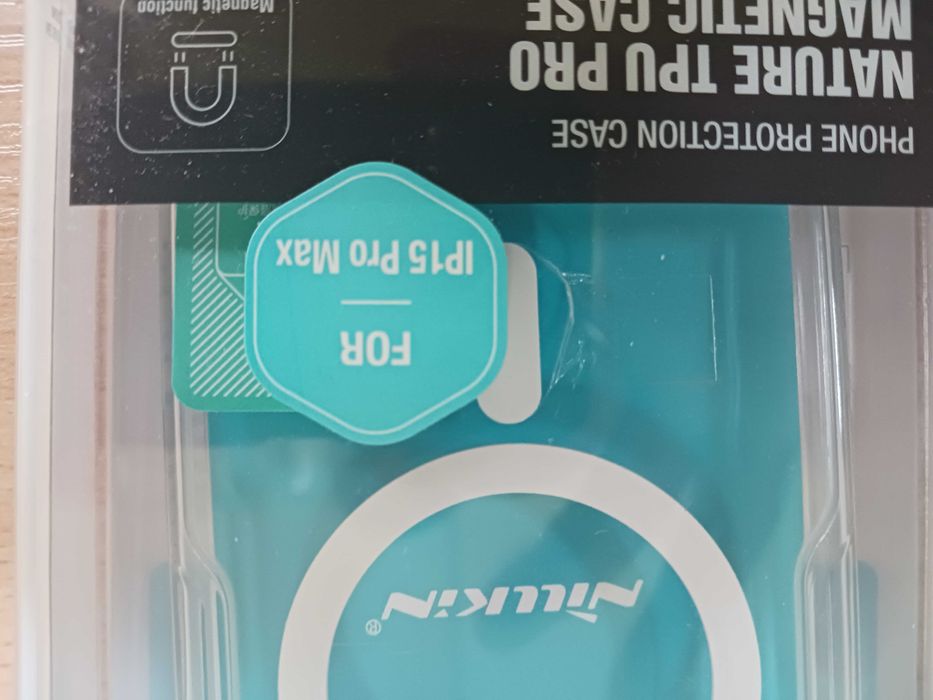 PHONE PROTECTION CASE
NATURE TPU PRO
MAGNETIC CASE
Magnetic function
FOR
IP15 Pro Max
NILLKIN®